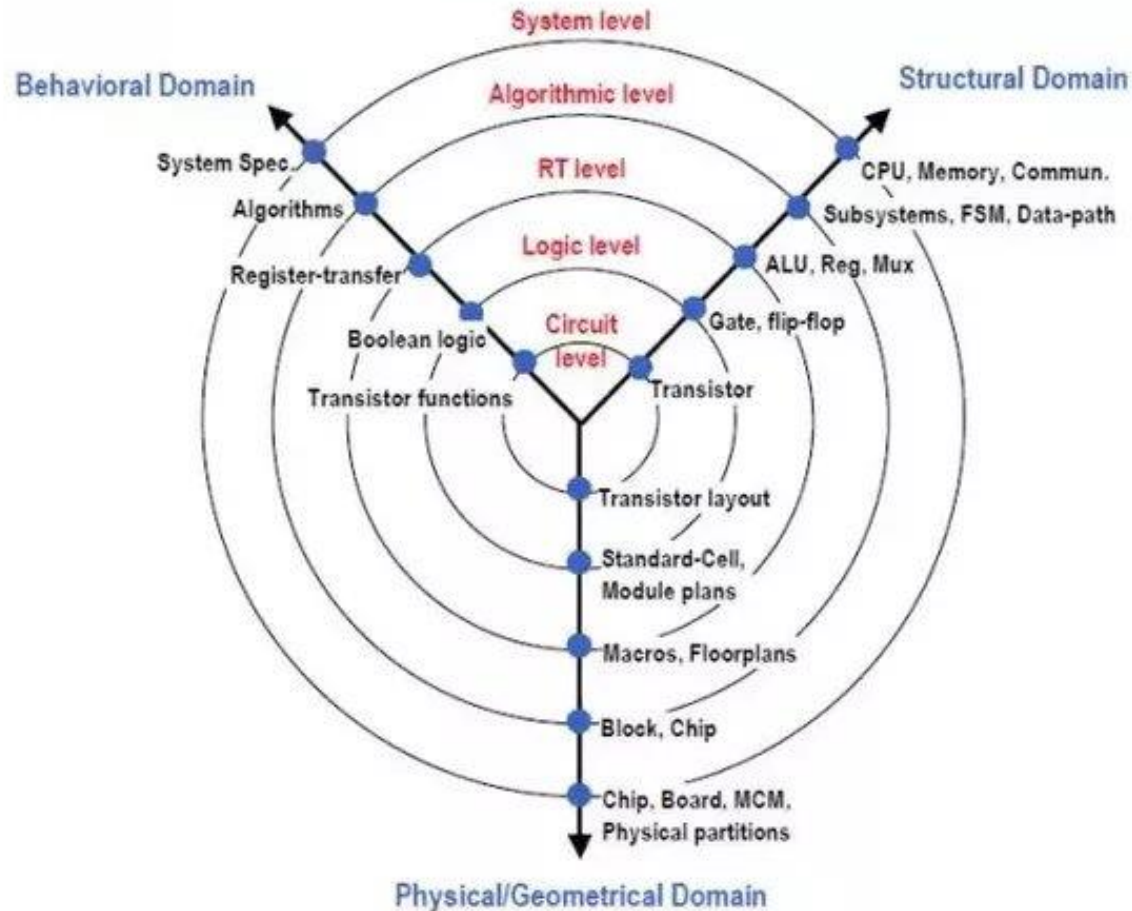 System level
Behavioral Domain
Structural Domain
Algorithmic level
System Spec.
CPU, Memory, Commun.
RT level
Algorithms
Subsystems, FSM, Data-path
Logic level
Register-transfer
ALU, Reg, Mux
Circuit
level
Boolean logic
Gate, flip-flop
Transistor functions
Transistor
Transistor layout
Standard-Cell,
Module plans
Macros, Floorplans
Block, Chip
Chip, Board, MCM,
Physical partitions
Physical/Geometrical Domain